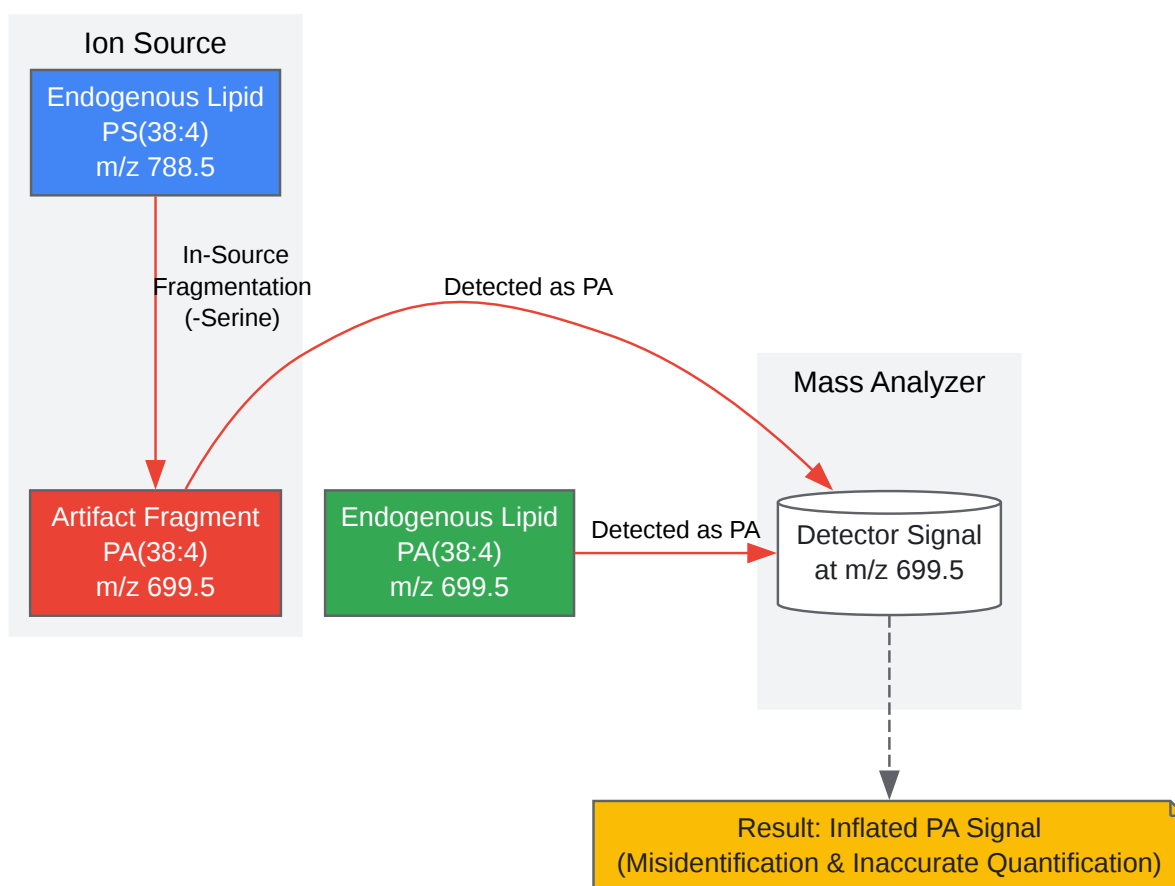 Ion Source
Endogenous Lipid
PS(38:4)
m/z 788.5
In-Source
Fragmentation
(-Serine)
Detected as PA
Mass Analyzer
Artifact Fragment
PA(38:4)
m/z 699.5
Endogenous Lipid
PA(38:4)
m/z 699.5
Detected as PA
Detector Signal
at m/z 699.5
Result: Inflated PA Signal
(Misidentification & Inaccurate Quantification)